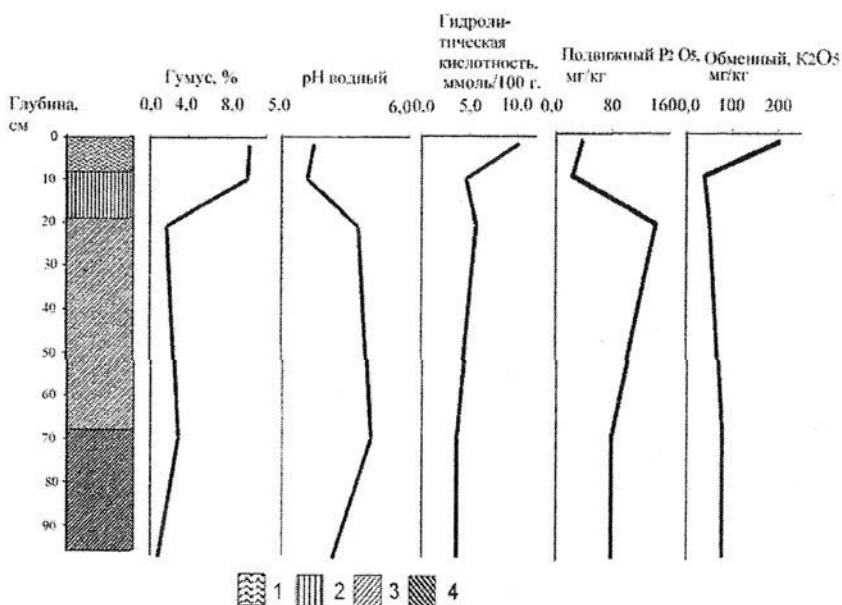 Гидроли-
тическая
кислотность,
ммоль/100 г.
Подвижный P2 O5,
мг/кг
Обменный, K2O5
мг/кг
Гумус, %
pH водный
Глубина,
см
0,0 4,0 8,0
5,0 6,0
0,0 5,0 10,0
0,0 80 160
0,0 100 200
0
10
20
30
40
50
60
70
80
90
1 2 3 4